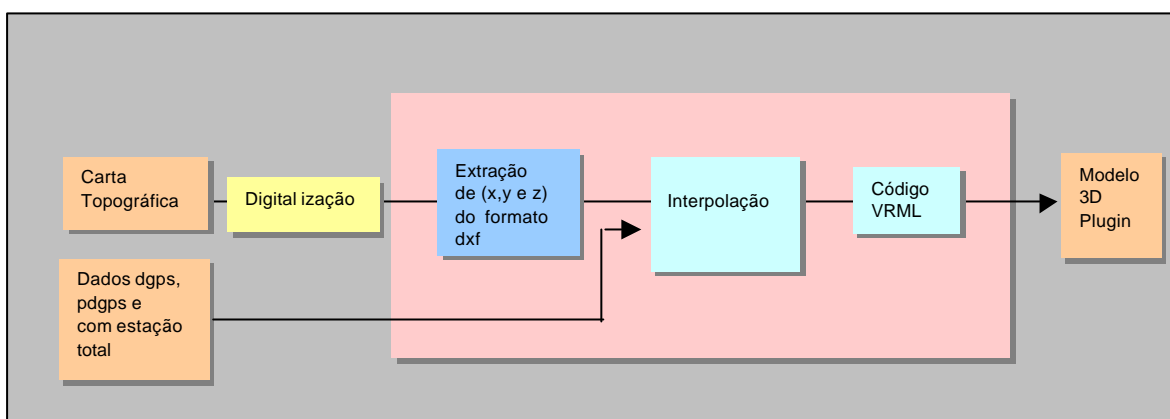 Carta
Topográfica
Digital ização
Extração
de (x,y e z)
do formato
dxf
Interpolação
Código
VRML
Modelo
3D
Plugin
Dados dgps,
pdgps e
com estação
total